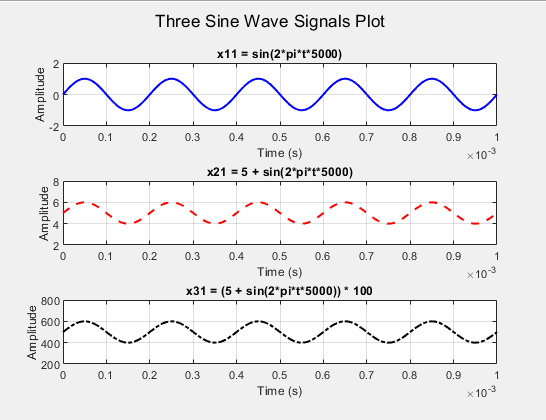 Three Sine Wave Signals Plot
x11 = sin(2*pi*t*5000)
2
0
-2
Amplitude
0 0.1 0.2 0.3 0.4 0.5 0.6 0.7 0.8 0.9 1
Time (s)
×10⁻³
x21 = 5 + sin(2*pi*t*5000)
8
6
4
2
Amplitude
0 0.1 0.2 0.3 0.4 0.5 0.6 0.7 0.8 0.9 1
Time (s)
×10⁻³
x31 = (5 + sin(2*pi*t*5000)) * 100
800
600
400
200
Amplitude
0 0.1 0.2 0.3 0.4 0.5 0.6 0.7 0.8 0.9 1
Time (s)
×10⁻³